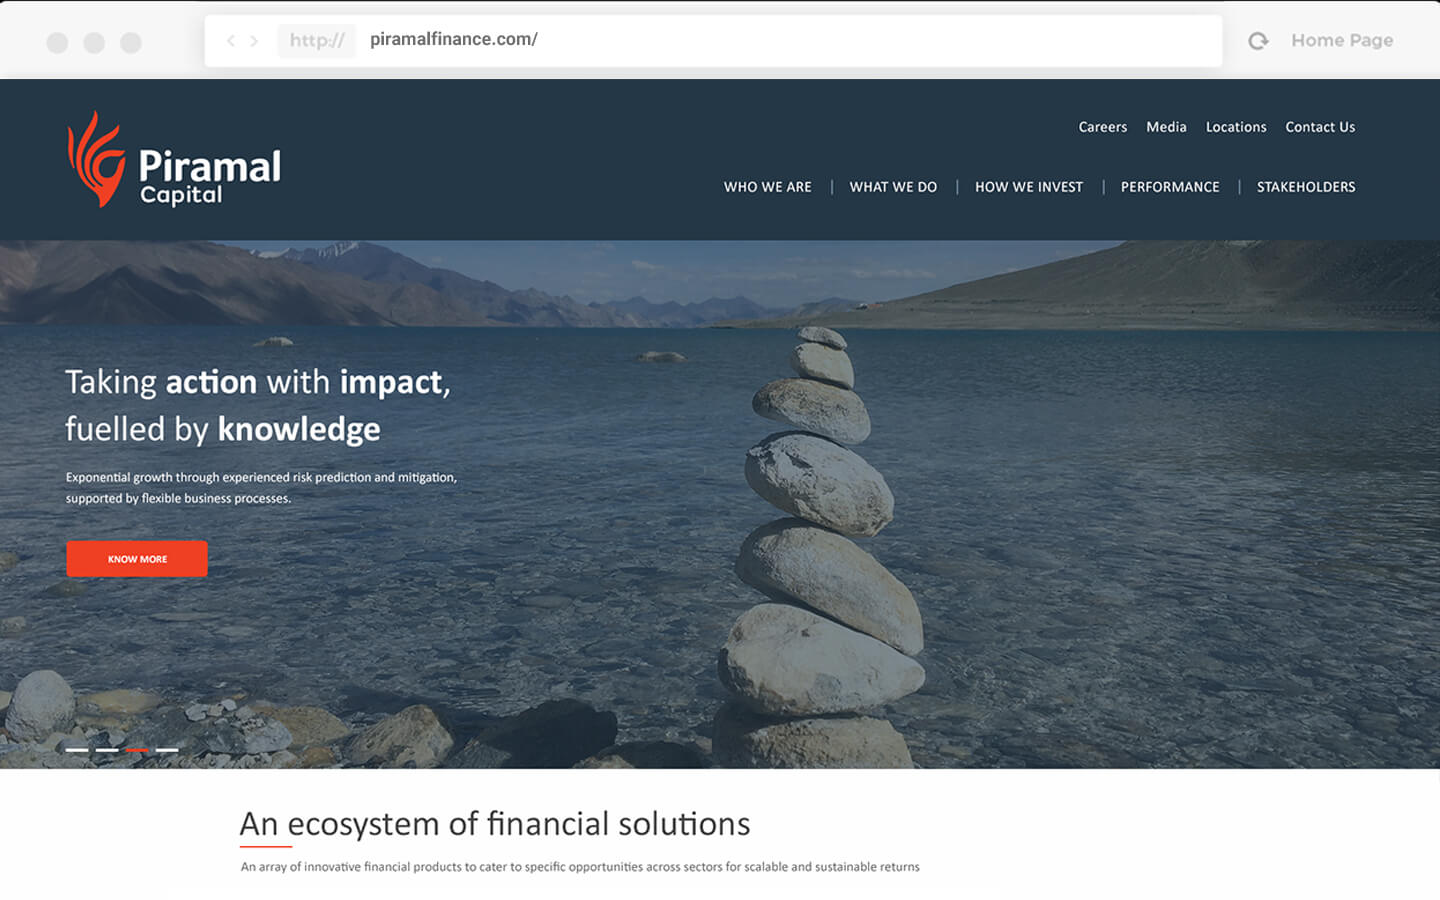 http:// piramalfinance.com/ Home Page
Careers Media Locations Contact Us
Piramal
Capital
WHO WE ARE | WHAT WE DO | HOW WE INVEST | PERFORMANCE | STAKEHOLDERS
Taking action with impact,
fuelled by knowledge
Exponential growth through experienced risk prediction and mitigation,
supported by flexible business processes.
KNOW MORE
An ecosystem of financial solutions
An array of innovative financial products to cater to specific opportunities across sectors for scalable and sustainable returns